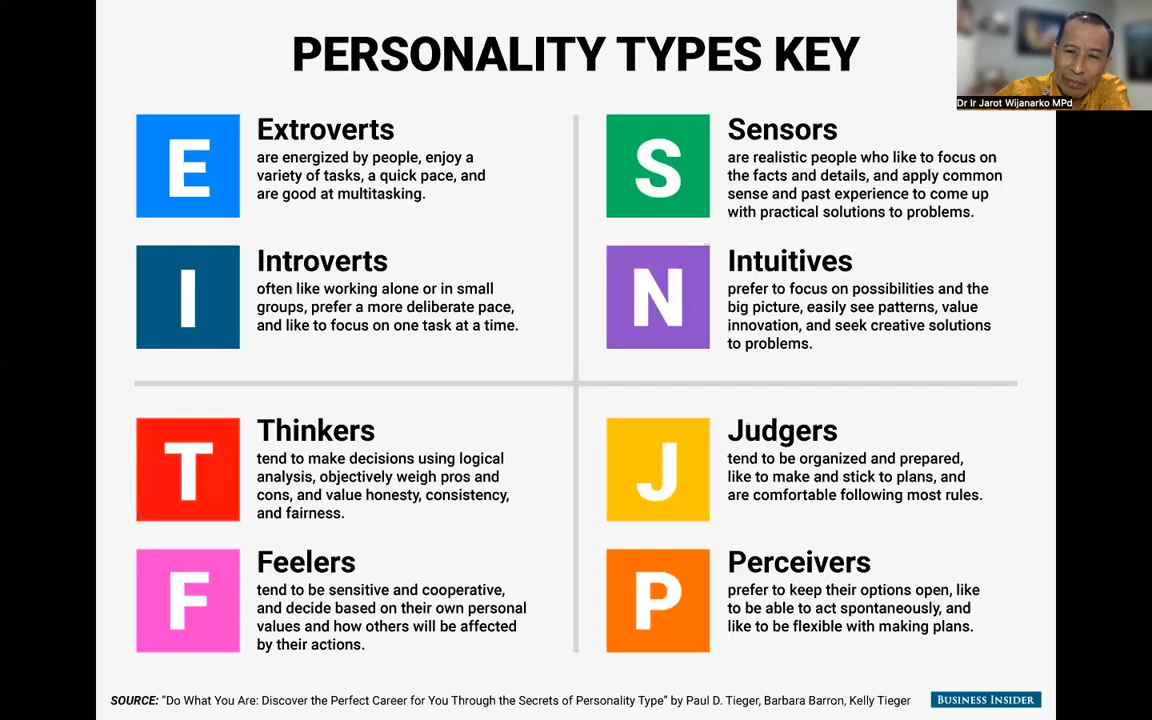 PERSONALITY TYPES KEY
Dr Ir Jarot Wijanarko MPd
E
Extroverts
are energized by people, enjoy a
variety of tasks, a quick pace, and
are good at multitasking.
I
Introverts
often like working alone or in small
groups, prefer a more deliberate pace,
and like to focus on one task at a time.
S
Sensors
are realistic people who like to focus on
the facts and details, and apply common
sense and past experience to come up
with practical solutions to problems.
N
Intuitives
prefer to focus on possibilities and the
big picture, easily see patterns, value
innovation, and seek creative solutions
to problems.
T
Thinkers
tend to make decisions using logical
analysis, objectively weigh pros and
cons, and value honesty, consistency,
and fairness.
F
Feelers
tend to be sensitive and cooperative,
and decide based on their own personal
values and how others will be affected
by their actions.
J
Judgers
tend to be organized and prepared,
like to make and stick to plans, and
are comfortable following most rules.
P
Perceivers
prefer to keep their options open, like
to be able to act spontaneously, and
like to be flexible with making plans.
SOURCE: “Do What You Are: Discover the Perfect Career for You Through the Secrets of Personality Type” by Paul D. Tieger, Barbara Barron, Kelly Tieger
BUSINESS INSIDER